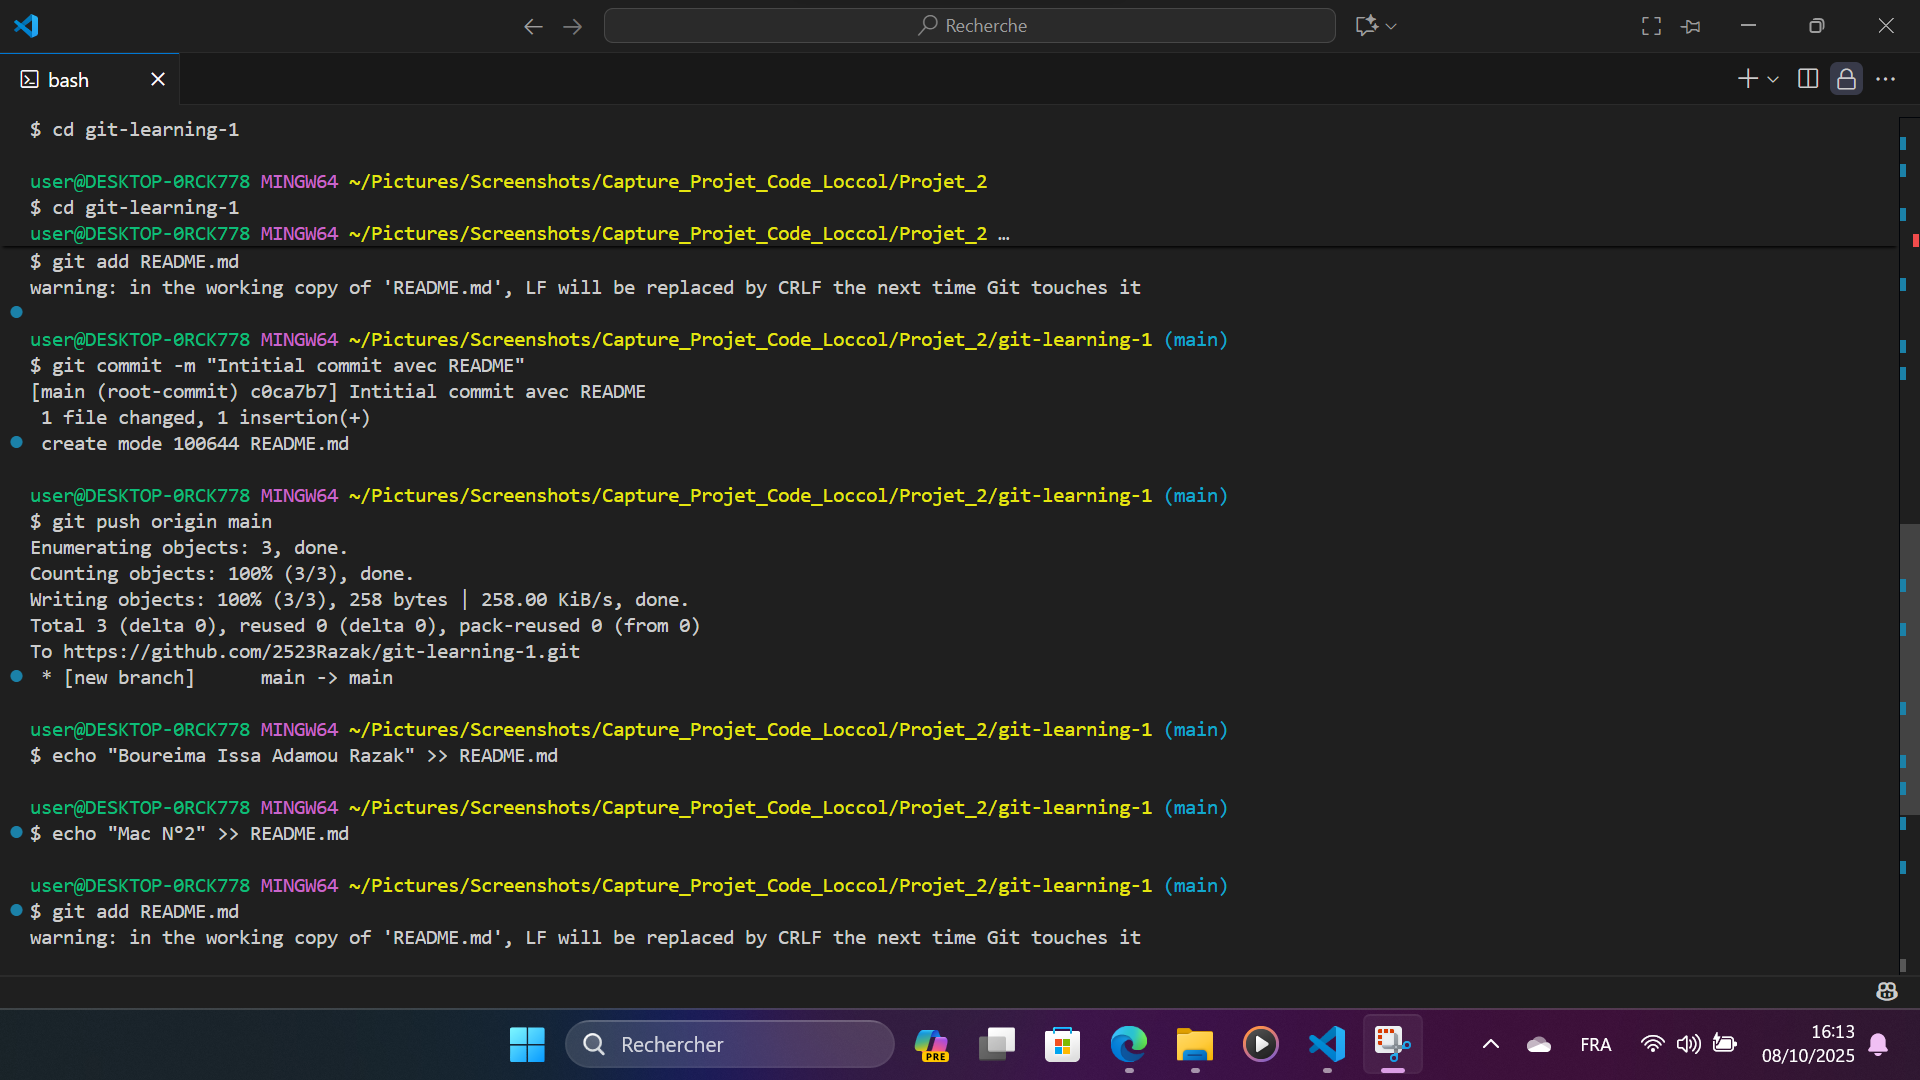 Recherche
bash
$ cd git-learning-1
user@DESKTOP-0RCK778 MINGW64 ~/Pictures/Screenshots/Capture_Projet_Code_Loccol/Projet_2
$ cd git-learning-1
user@DESKTOP-0RCK778 MINGW64 ~/Pictures/Screenshots/Capture_Projet_Code_Loccol/Projet_2 …
$ git add README.md
warning: in the working copy of 'README.md', LF will be replaced by CRLF the next time Git touches it
user@DESKTOP-0RCK778 MINGW64 ~/Pictures/Screenshots/Capture_Projet_Code_Loccol/Projet_2/git-learning-1 (main)
$ git commit -m "Intitial commit avec README"
[main (root-commit) c0ca7b7] Intitial commit avec README
1 file changed, 1 insertion(+)
create mode 100644 README.md
user@DESKTOP-0RCK778 MINGW64 ~/Pictures/Screenshots/Capture_Projet_Code_Loccol/Projet_2/git-learning-1 (main)
$ git push origin main
Enumerating objects: 3, done.
Counting objects: 100% (3/3), done.
Writing objects: 100% (3/3), 258 bytes | 258.00 KiB/s, done.
Total 3 (delta 0), reused 0 (delta 0), pack-reused 0 (from 0)
To https://github.com/2523Razak/git-learning-1.git
* [new branch]      main -> main
user@DESKTOP-0RCK778 MINGW64 ~/Pictures/Screenshots/Capture_Projet_Code_Loccol/Projet_2/git-learning-1 (main)
$ echo "Boureima Issa Adamou Razak" >> README.md
user@DESKTOP-0RCK778 MINGW64 ~/Pictures/Screenshots/Capture_Projet_Code_Loccol/Projet_2/git-learning-1 (main)
$ echo "Mac N°2" >> README.md
user@DESKTOP-0RCK778 MINGW64 ~/Pictures/Screenshots/Capture_Projet_Code_Loccol/Projet_2/git-learning-1 (main)
$ git add README.md
warning: in the working copy of 'README.md', LF will be replaced by CRLF the next time Git touches it
Rechercher
PRE
FRA
16:13
08/10/2025